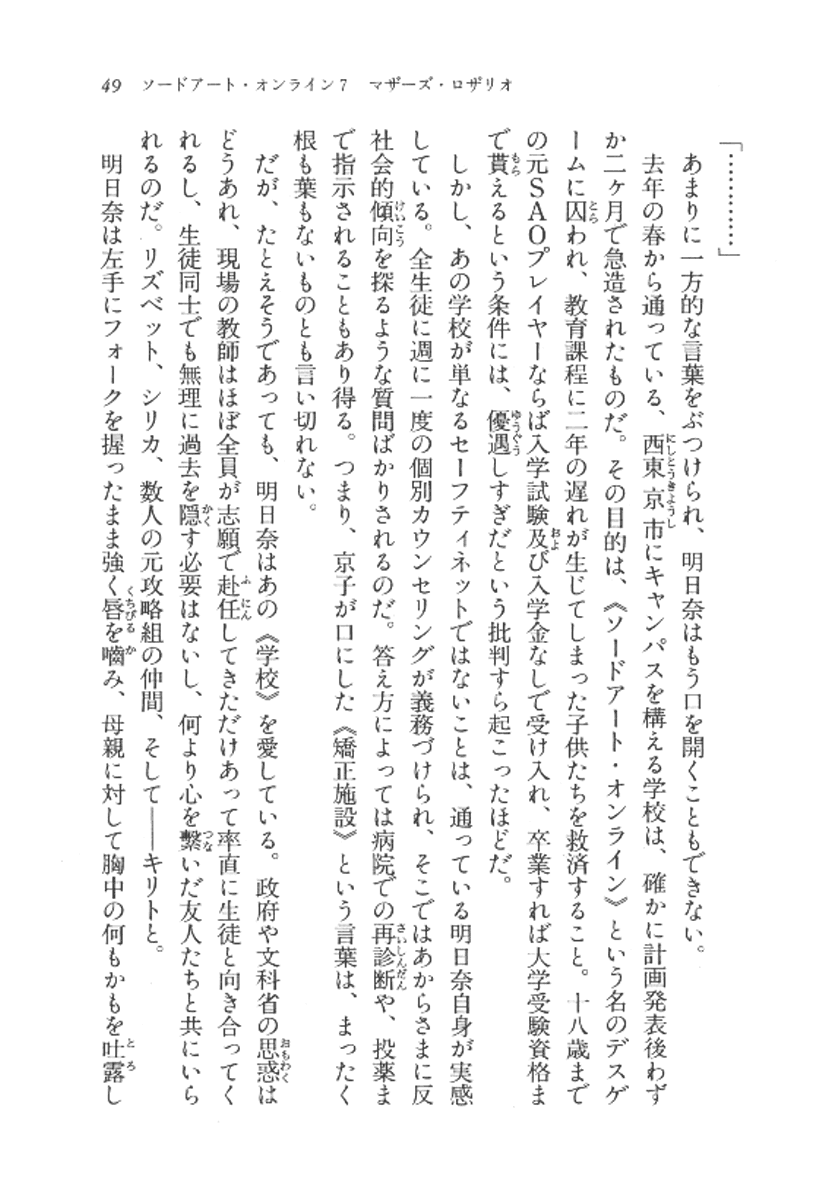 49　ソードアート・オンライン7　マザーズ・ロザリオ
「…………」
　あまりに一方的な言葉をぶつけられ、明日奈はもう口を開くこともできない。
　去年の春から通っている、西東京市にキャンパスを構える学校は、確かに計画発表後わず
か二ヶ月で急造されたものだ。その目的は、《ソードアート・オンライン》という名のデスゲ
ームに囚われ、教育課程に二年の遅れが生じてしまった子供たちを救済すること。十八歳まで
の元SAOプレイヤーならば入学試験及び入学金なしで受け入れ、卒業すれば大学受験資格ま
で貰えるという条件には、優遇しすぎだという批判すら起こったほどだ。
　しかし、あの学校が単なるセーフティネットではないことは、通っている明日奈自身が実感
している。全生徒に週に一度の個別カウンセリングが義務づけられ、そこではあからさまに反
社会的傾向を探るような質問ばかりされるのだ。答え方によっては病院での再診断や、投薬ま
で指示されることもあり得る。つまり、京子が口にした《矯正施設》という言葉は、まったく
根も葉もないものとも言い切れない。
　だが、たとえそうであっても、明日奈はあの《学校》を愛している。政府や文科省の思惑は
どうあれ、現場の教師はほぼ全員が志願で赴任してきただけあって率直に生徒と向き合ってく
れるし、生徒同士でも無理に過去を隠す必要はないし、何より心を繫いだ友人たちと共にいら
れるのだ。リズベット、シリカ、数人の元攻略組の仲間、そして――キリトと。
　明日奈は左手にフォークを握ったまま強く唇を嚙み、母親に対して胸中の何もかもを吐露し